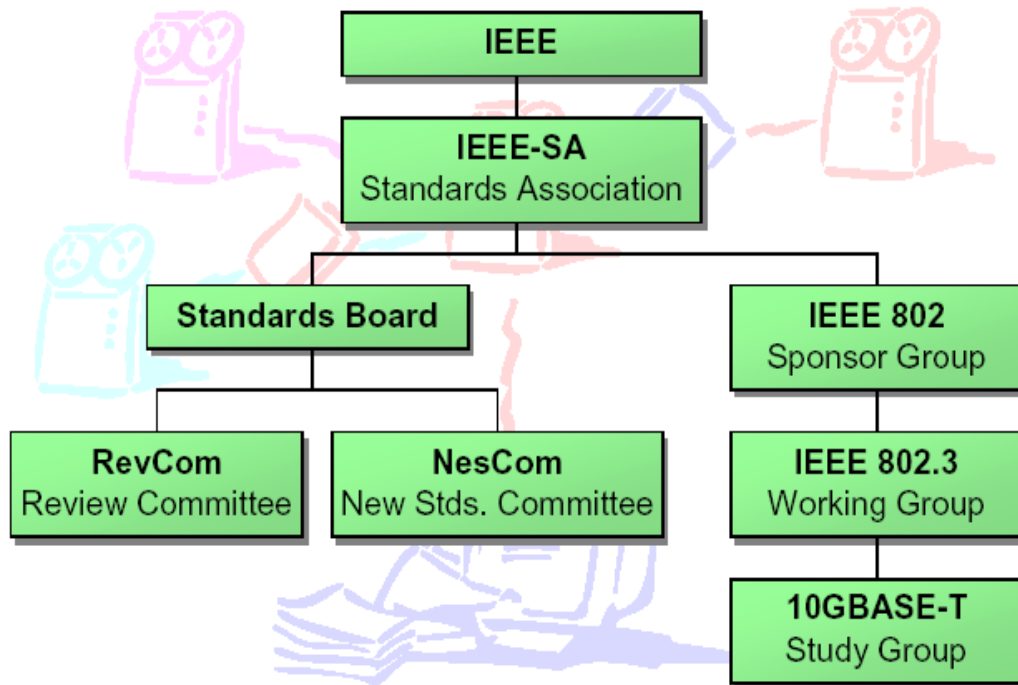 IEEE
IEEE-SA
Standards Association
Standards Board
IEEE 802
Sponsor Group
RevCom
Review Committee
NesCom
New Stds. Committee
IEEE 802.3
Working Group
10GBASE-T
Study Group